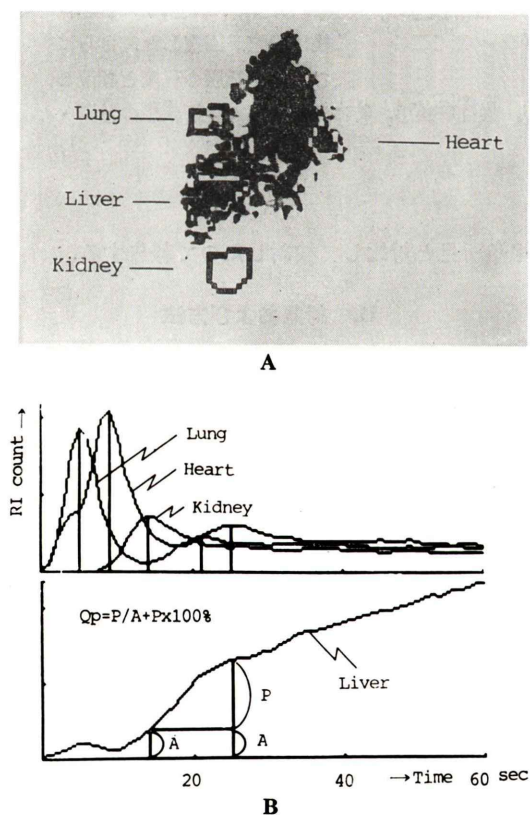 Lung
Heart
Liver
Kidney
A
RI count →
Lung
Heart
Kidney
Qp=P/A+Px100%
Liver
P
A
A
20
40
→Time
60 sec
B